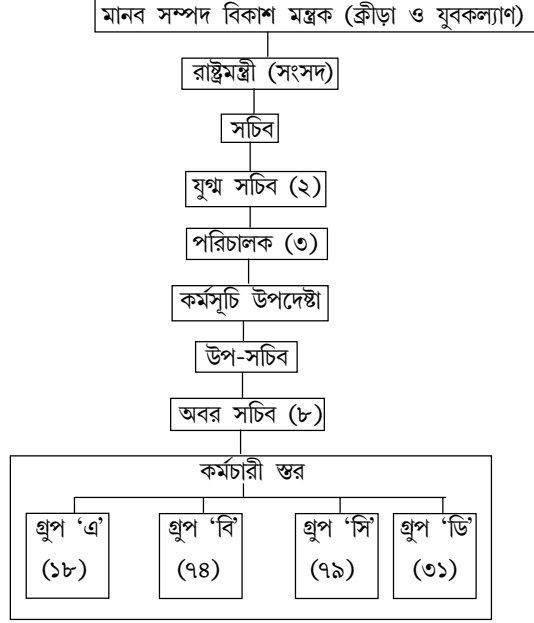 মানব সম্পদ বিকাশ মন্ত্রক (ক্রীড়া ও যুবকল্যাণ)
রাষ্ট্রমন্ত্রী (সংসদ)
সচিব
যুগ্ম সচিব (২)
পরিচালক (৩)
কর্মসূচি উপদেষ্টা
উপ-সচিব
অবর সচিব (৮)
কর্মচারী স্তর
গ্রুপ ‘এ’ গ্রুপ ‘বি’ গ্রুপ ‘সি’ গ্রুপ ‘ডি’
(১৮) (৭৪) (৭৯) (৩১)